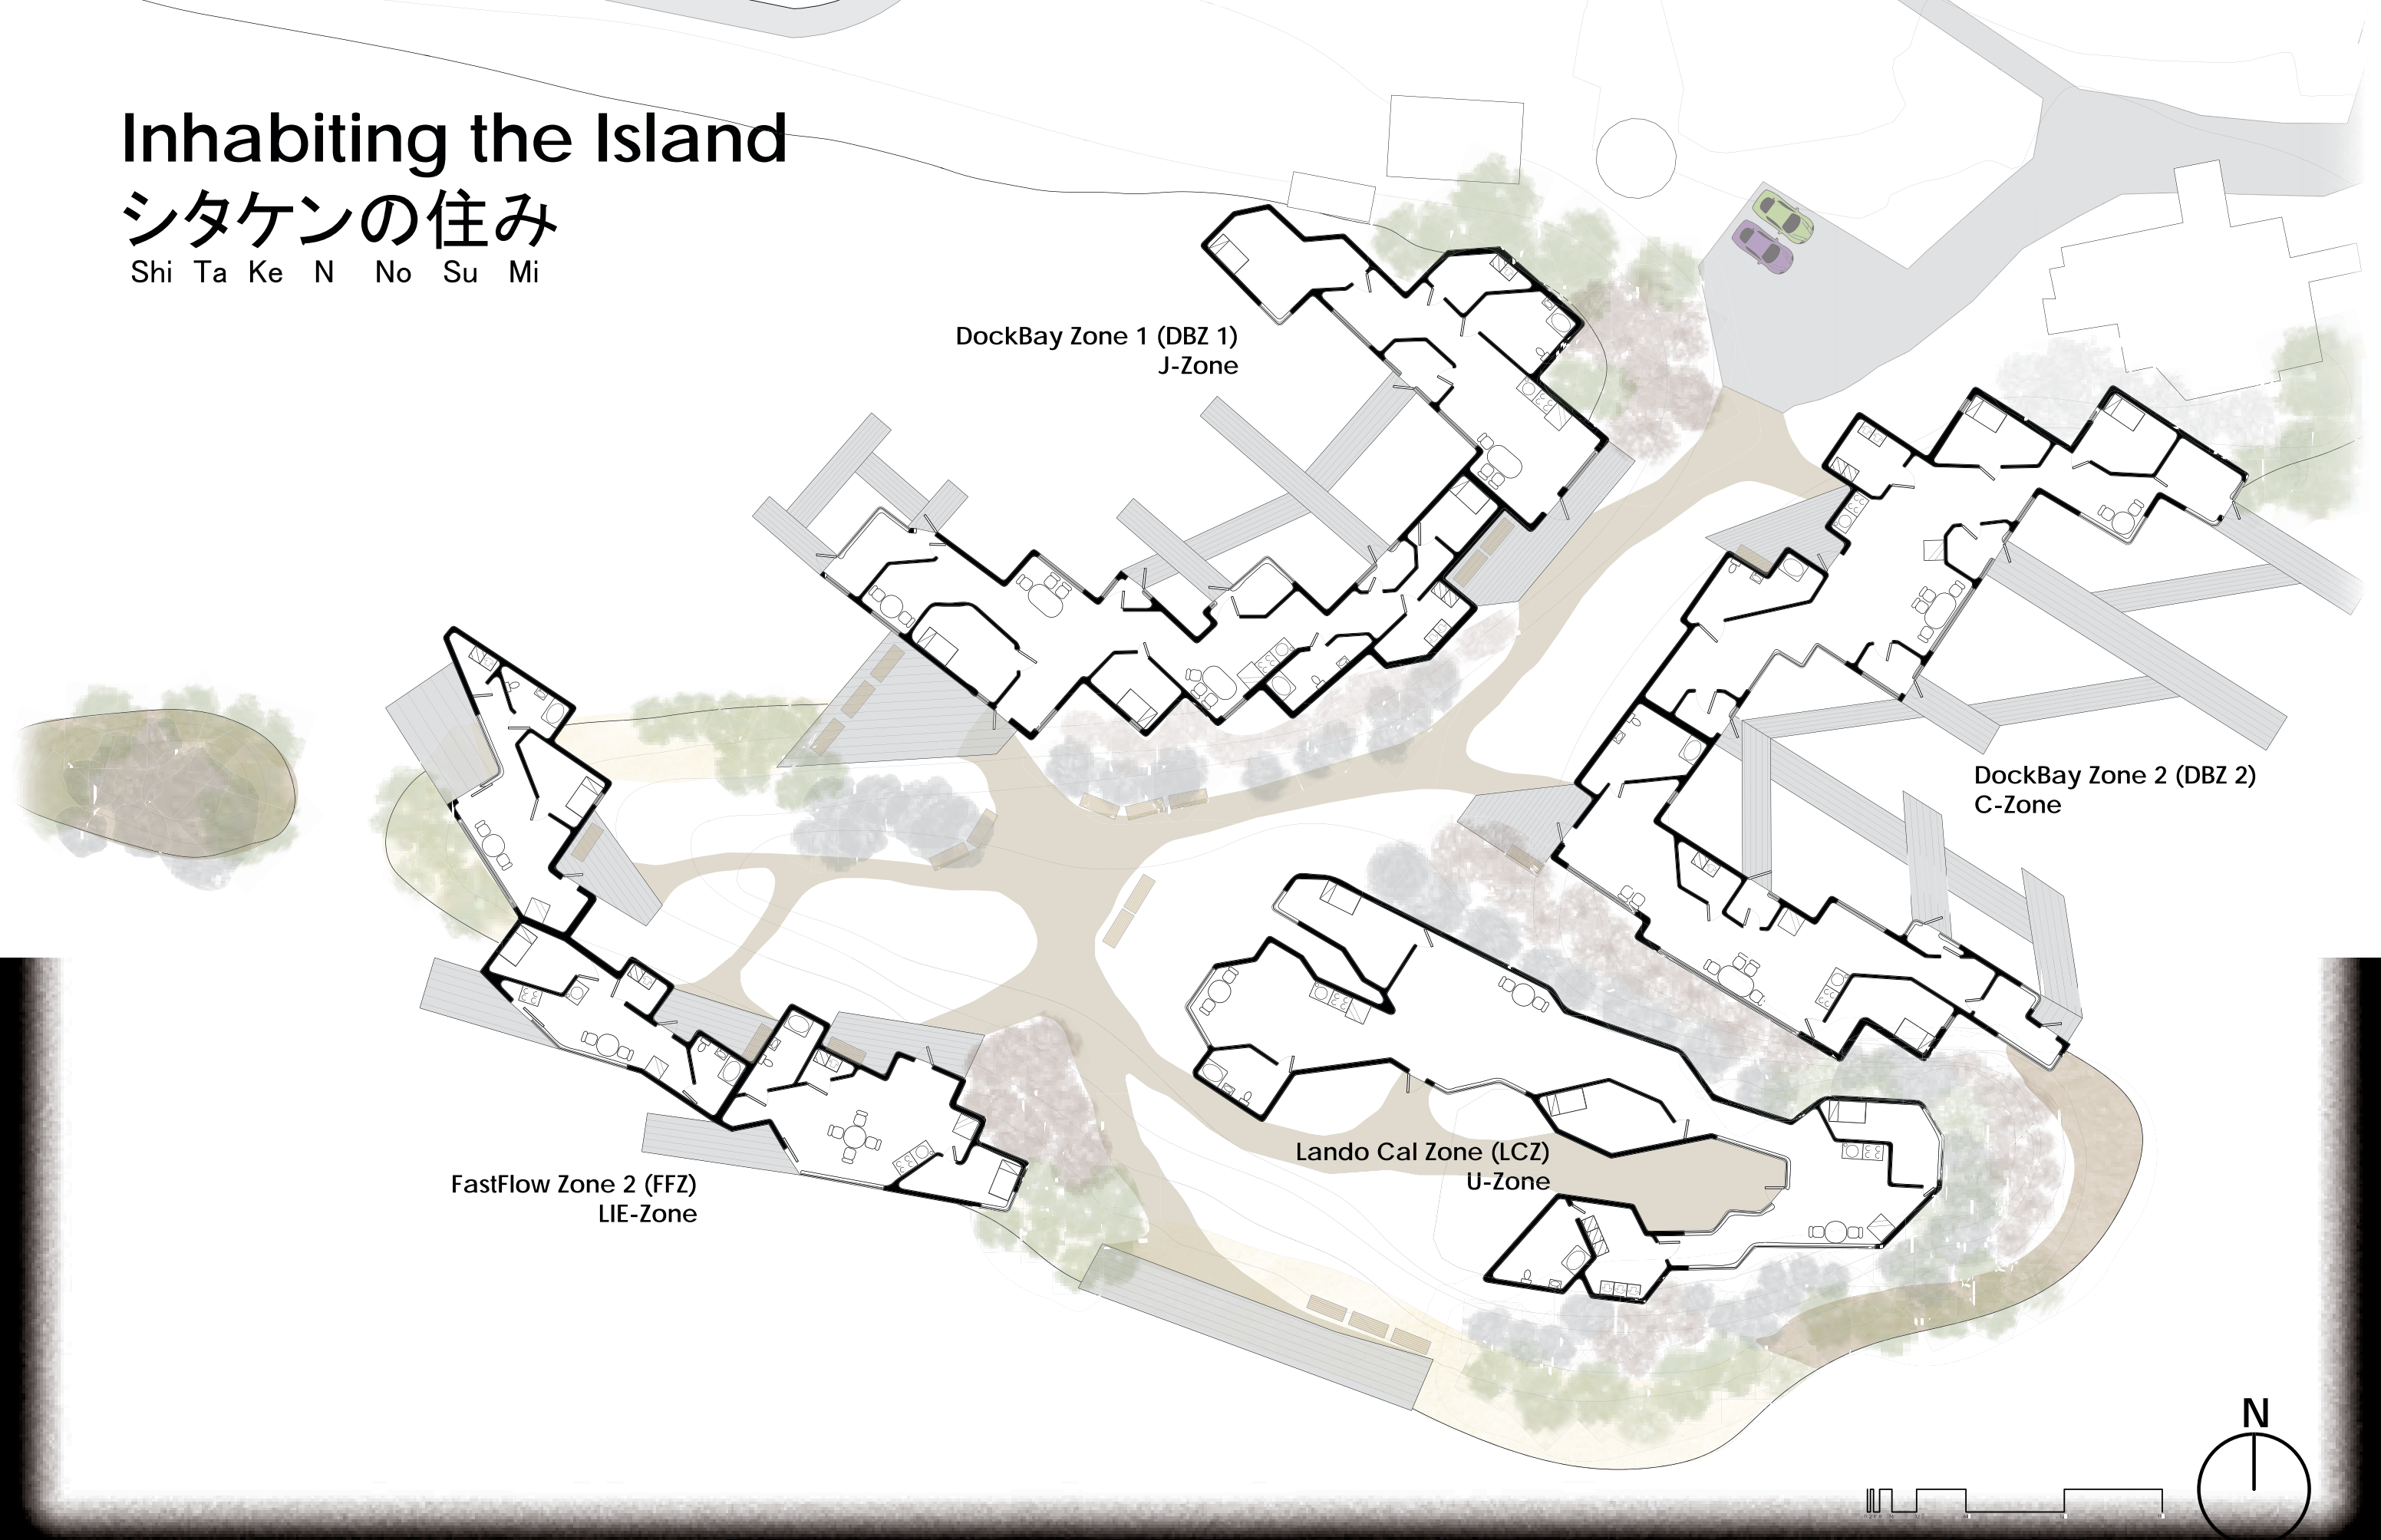 Inhabiting the Island
シタケンの住み
Shi Ta Ke N No Su Mi
DockBay Zone 1 (DBZ 1)
J-Zone
DockBay Zone 2 (DBZ 2)
C-Zone
Lando Cal Zone (LCZ)
U-Zone
FastFlow Zone 2 (FFZ)
LIE-Zone
N